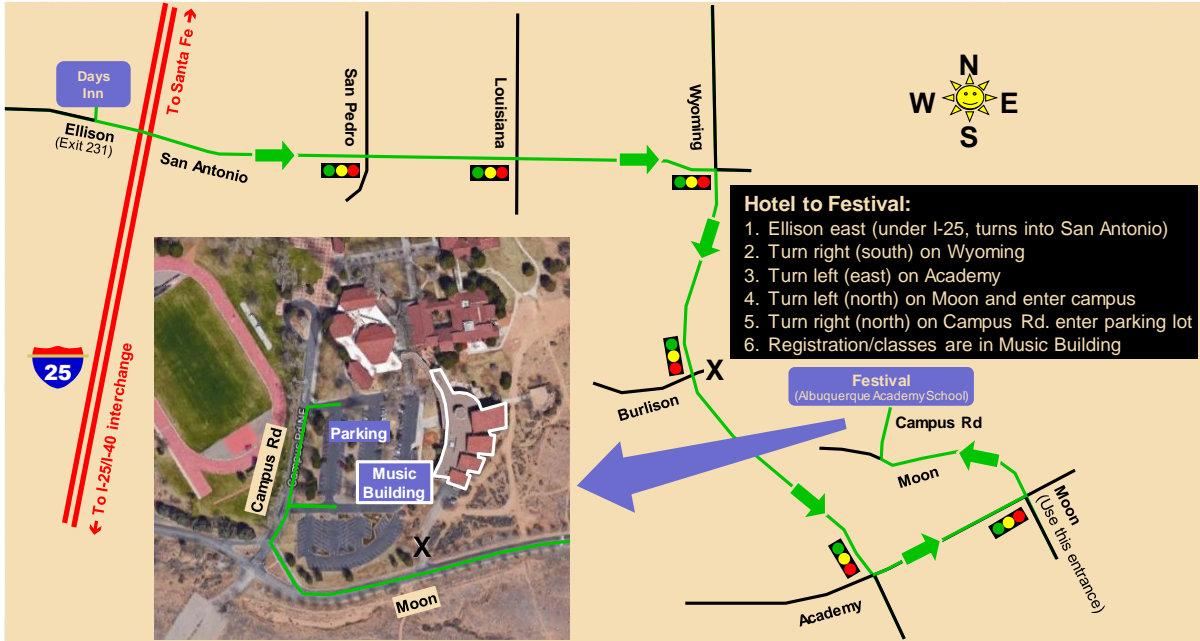 To Santa Fe →
Days
Inn
Ellison
(Exit 231)
San Antonio
San Pedro
Louisiana
Wyoming
N
W
E
S
Hotel to Festival:
1. Ellison east (under I-25, turns into San Antonio)
2. Turn right (south) on Wyoming
3. Turn left (east) on Academy
4. Turn left (north) on Moon and enter campus
5. Turn right (north) on Campus Rd. enter parking lot
6. Registration/classes are in Music Building
25
← To I-25/I-40 interchange
Campus Rd
Campus Rd NE
Parking
Music
Building
X
Moon
X
Burlison
Festival
(Albuquerque Academy School)
Campus Rd
Moon
Moon
(Use this entrance)
Academy